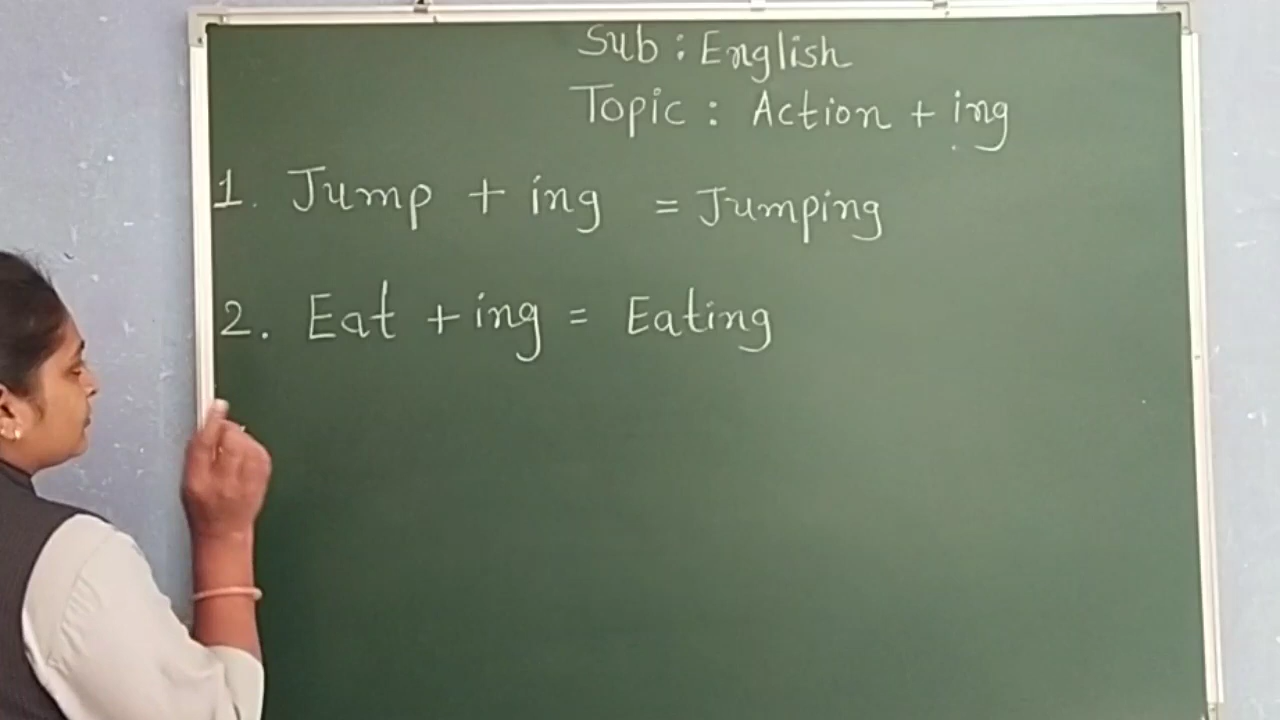 Sub : English
Topic : Action + ing
1. Jump + ing = Jumping
2. Eat + ing = Eating